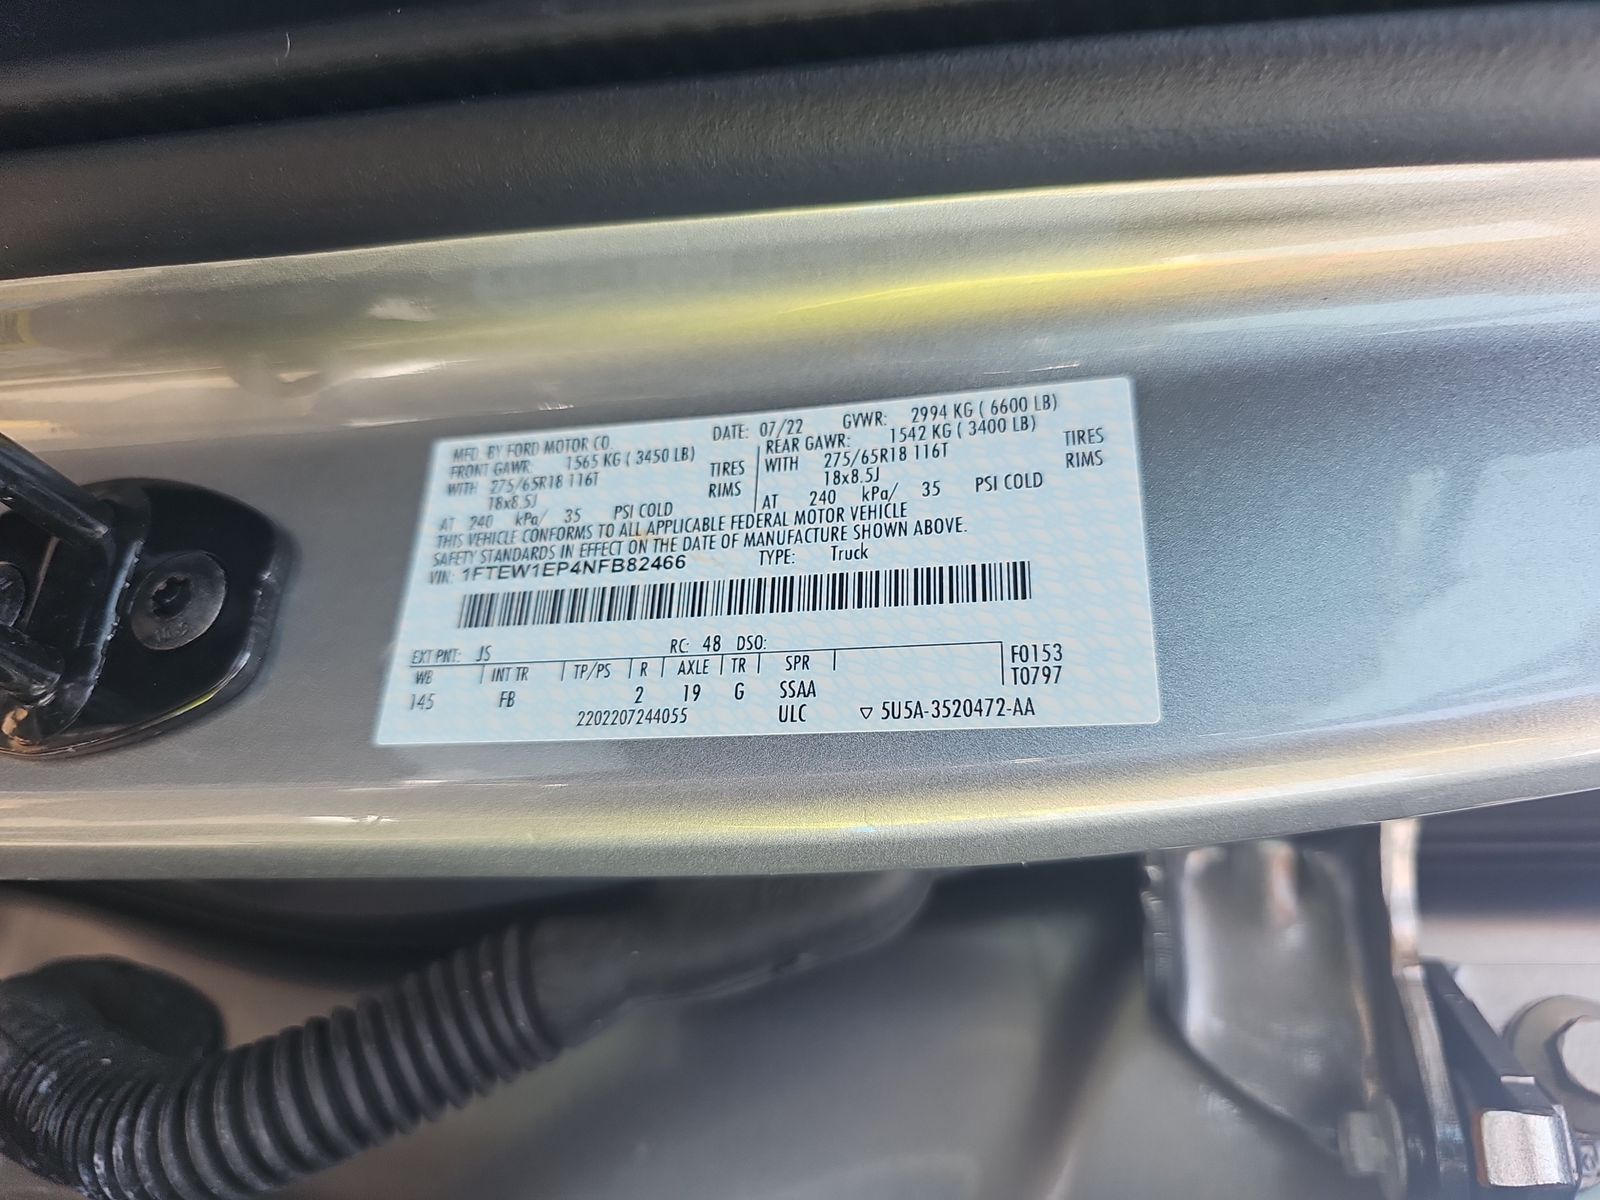 MFD. BY FORD MOTOR CO. DATE: 07/22 GVWR: 2994 KG ( 6600 LB)
FRONT GAWR: 1565 KG ( 3450 LB) REAR GAWR: 1542 KG ( 3400 LB)
WITH 275/65R18 116T TIRES WITH 275/65R18 116T TIRES
18x8.5J RIMS 18x8.5J RIMS
AT 240 kPa/ 35 PSI COLD AT 240 kPa/ 35 PSI COLD
THIS VEHICLE CONFORMS TO ALL APPLICABLE FEDERAL MOTOR VEHICLE
SAFETY STANDARDS IN EFFECT ON THE DATE OF MANUFACTURE SHOWN ABOVE.
VIN: 1FTEW1EP4NFB82466 TYPE: Truck
EXT PNT: JS RC: 48 DSO:
WB INT TR TP/PS R AXLE TR SPR F0153
145 FB 2 19 G SSAA T0797
2202207244055 ULC ▽ 5U5A-3520472-AA